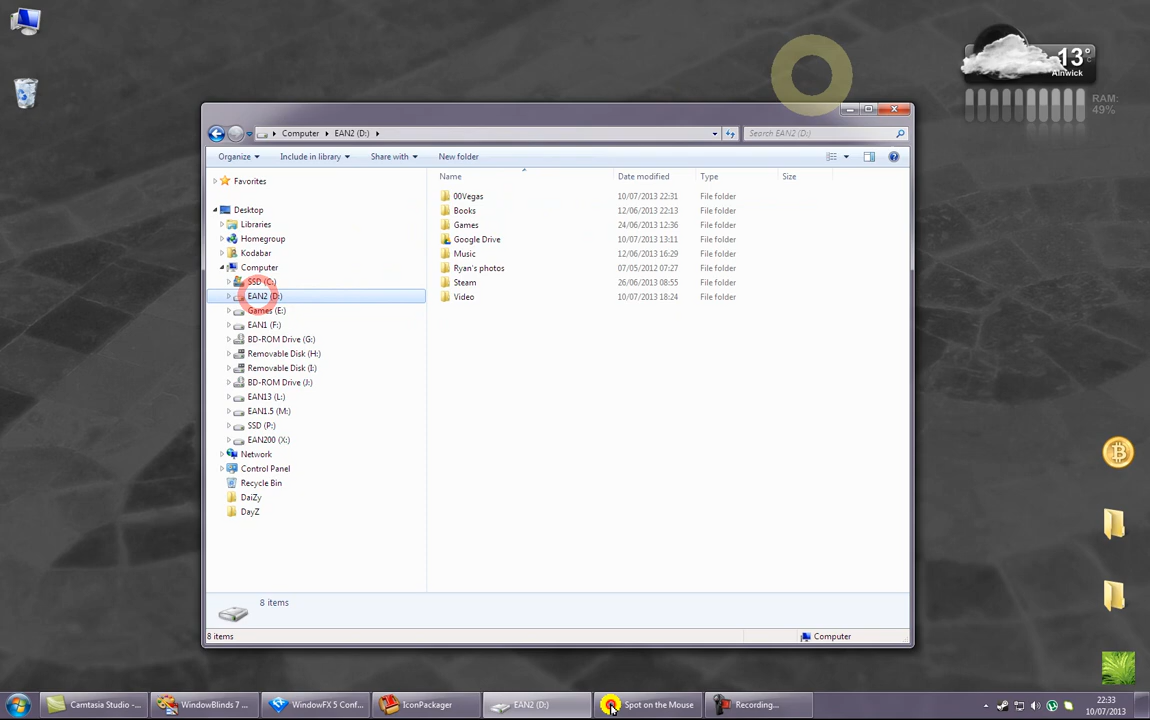 13°
Alnwick
RAM:
49%
Computer EAN2 (D:)
Search EAN2 (D:)
Organize Include in library Share with New folder
Favorites
Desktop
Libraries
Homegroup
Kodabar
Computer
SSD (C:)
EAN2 (D:)
Games (E:)
EAN1 (F:)
BD-ROM Drive (G:)
Removable Disk (H:)
Removable Disk (I:)
BD-ROM Drive (J:)
EAN13 (L:)
EAN1.5 (M:)
SSD (P:)
EAN200 (X:)
Network
Control Panel
Recycle Bin
DaiZy
DayZ
Name Date modified Type Size
00Vegas 10/07/2013 22:31 File folder
Books 12/06/2013 22:13 File folder
Games 24/06/2013 12:36 File folder
Google Drive 10/07/2013 13:11 File folder
Music 12/06/2013 16:29 File folder
Ryan's photos 07/05/2012 07:27 File folder
Steam 26/06/2013 08:55 File folder
Video 10/07/2013 18:24 File folder
8 items
8 items Computer
Camtasia Studio -... WindowBlinds 7 ... WindowFX 5 Conf... IconPackager EAN2 (D:) Spot on the Mouse Recording...
22:33
10/07/2013